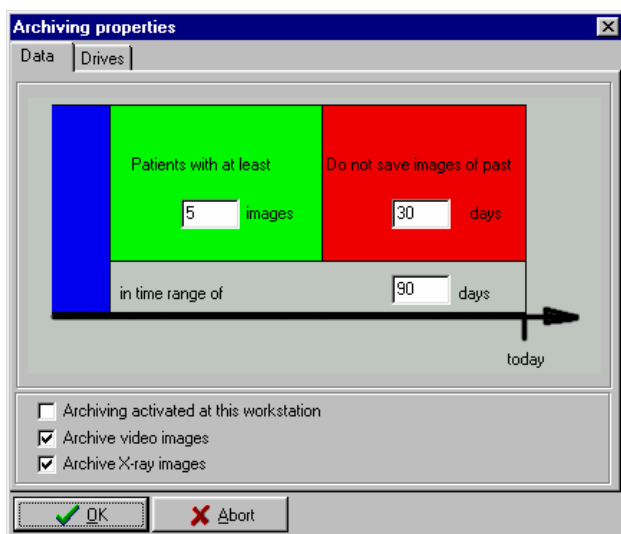 Archiving properties
Data Drives
Patients with at least Do not save images of past
5 images 30 days
in time range of 90 days
today
Archiving activated at this workstation
Archive video images
Archive X-ray images
OK Abort